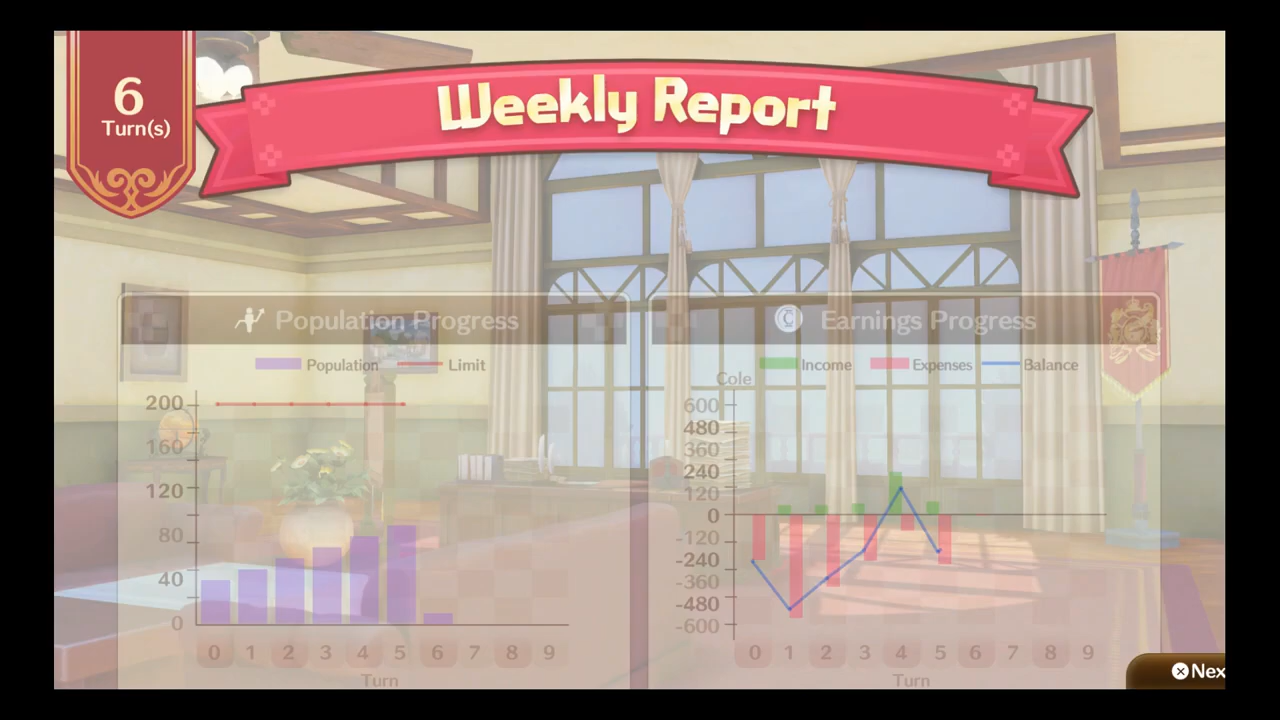 6
Turn(s)
Weekly Report
Population Progress
Population
Limit
200
160
120
80
40
0
0 1 2 3 4 5 6 7 8 9
Turn
Earnings Progress
Income
Expenses
Balance
Cole
600
480
360
240
120
0
-120
-240
-360
-480
-600
0 1 2 3 4 5 6 7 8 9
Turn
Nex